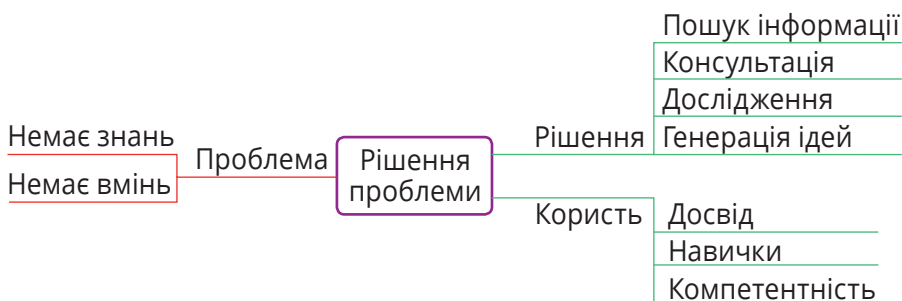 Немає знань
Немає вмінь
Проблема
Рішення
проблеми
Рішення
Пошук інформації
Консультація
Дослідження
Генерація ідей
Користь
Досвід
Навички
Компетентність